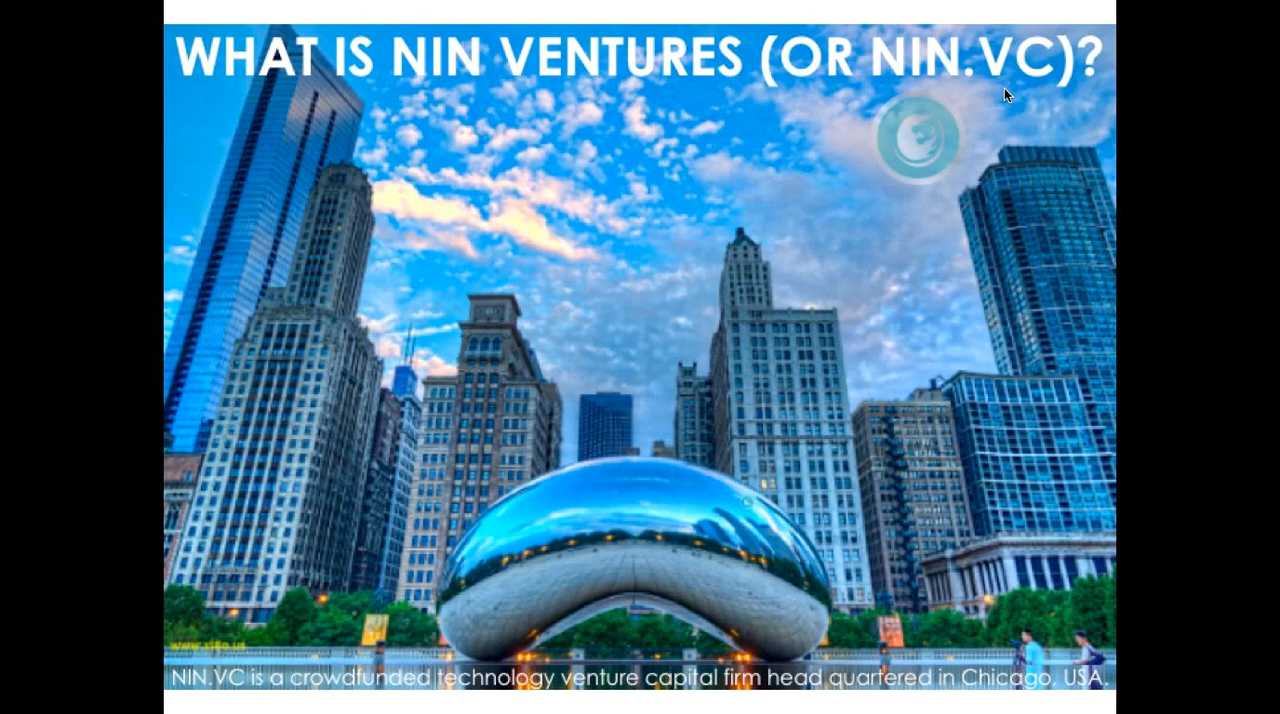 WHAT IS NIN VENTURES (OR NIN.VC)?
NIN.VC is a crowdfunded technology venture capital firm head quartered in Chicago, USA.